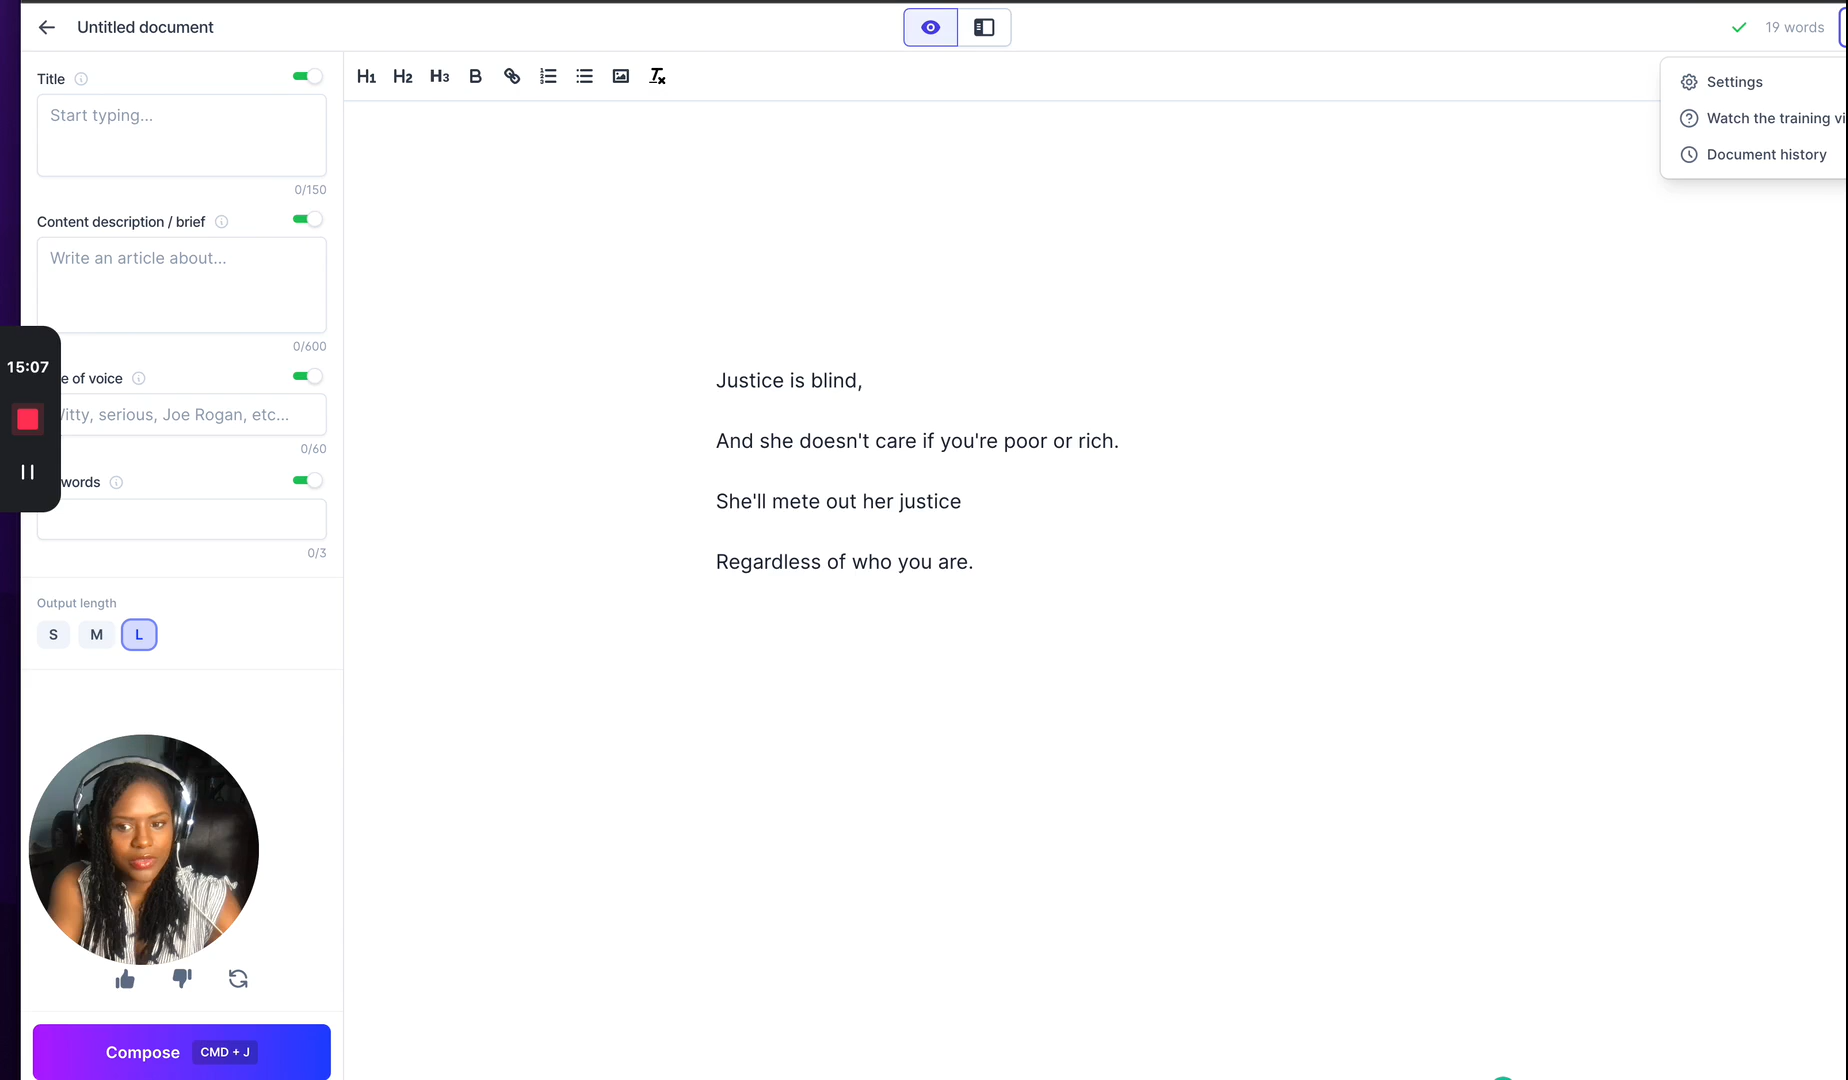 Untitled document
19 words
Title
Start typing...
0/150
Content description / brief
Write an article about...
0/600
15:07
e of voice
itty, serious, Joe Rogan, etc...
0/60
words
0/3
Output length
S M L
Compose CMD + J
H1 H2 H3 B
Settings
Watch the training vi
Document history
Justice is blind,
And she doesn't care if you're poor or rich.
She'll mete out her justice
Regardless of who you are.